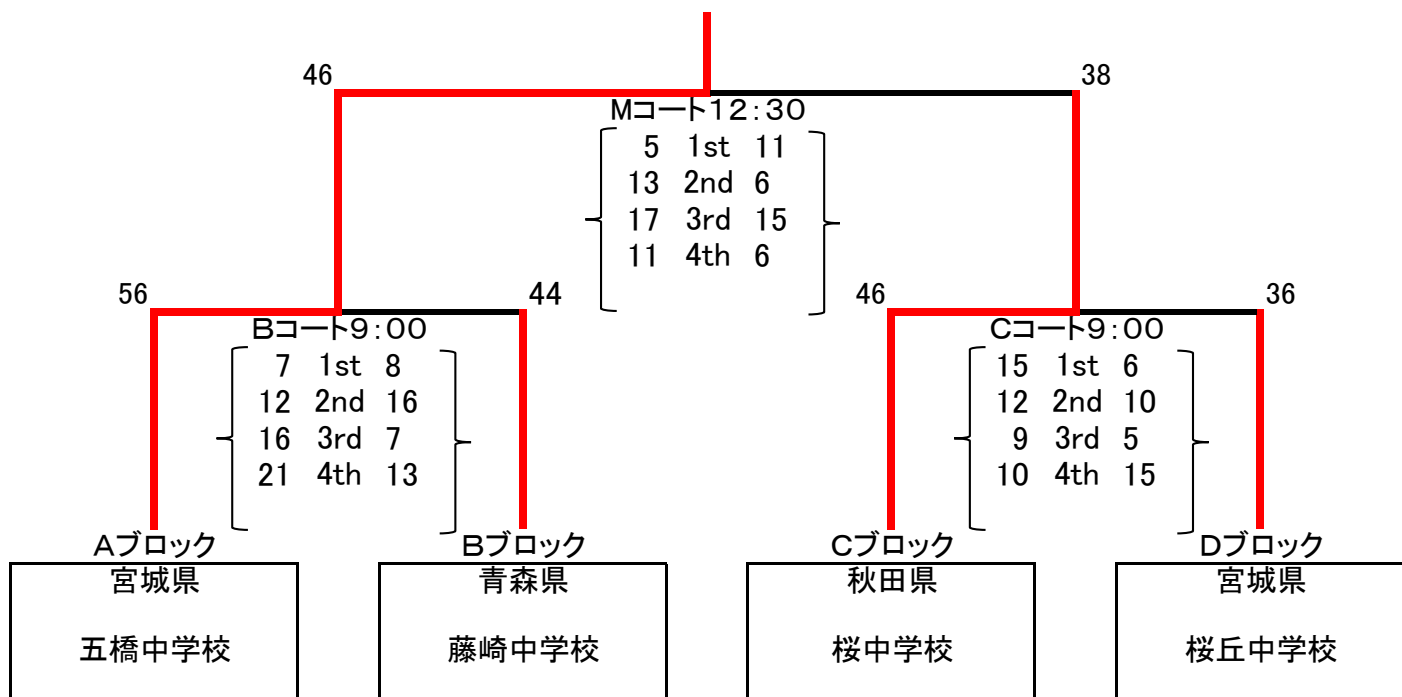 46 38
Mコート12:30
5 1st 11
13 2nd 6
17 3rd 15
11 4th 6
56 44 46 36
Bコート9:00
7 1st 8
12 2nd 16
16 3rd 7
21 4th 13
Cコート9:00
15 1st 6
12 2nd 10
9 3rd 5
10 4th 15
Aブロック
宮城県
五橋中学校
Bブロック
青森県
藤崎中学校
Cブロック
秋田県
桜中学校
Dブロック
宮城県
桜丘中学校